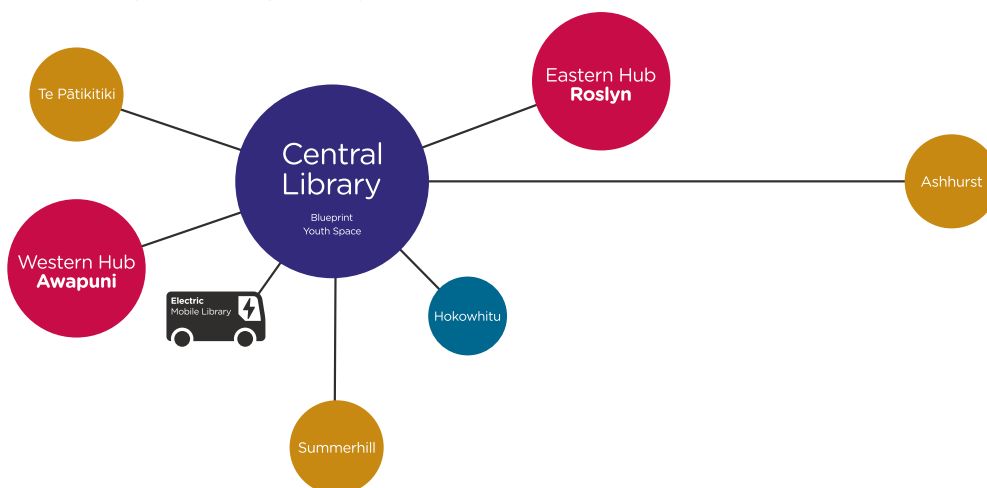 Eastern Hub
Roslyn
Te Pātikitiki
Central
Library
Blueprint
Youth Space
Ashhurst
Western Hub
Awapuni
Electric
Mobile Library
Hokowhitu
Summerhill